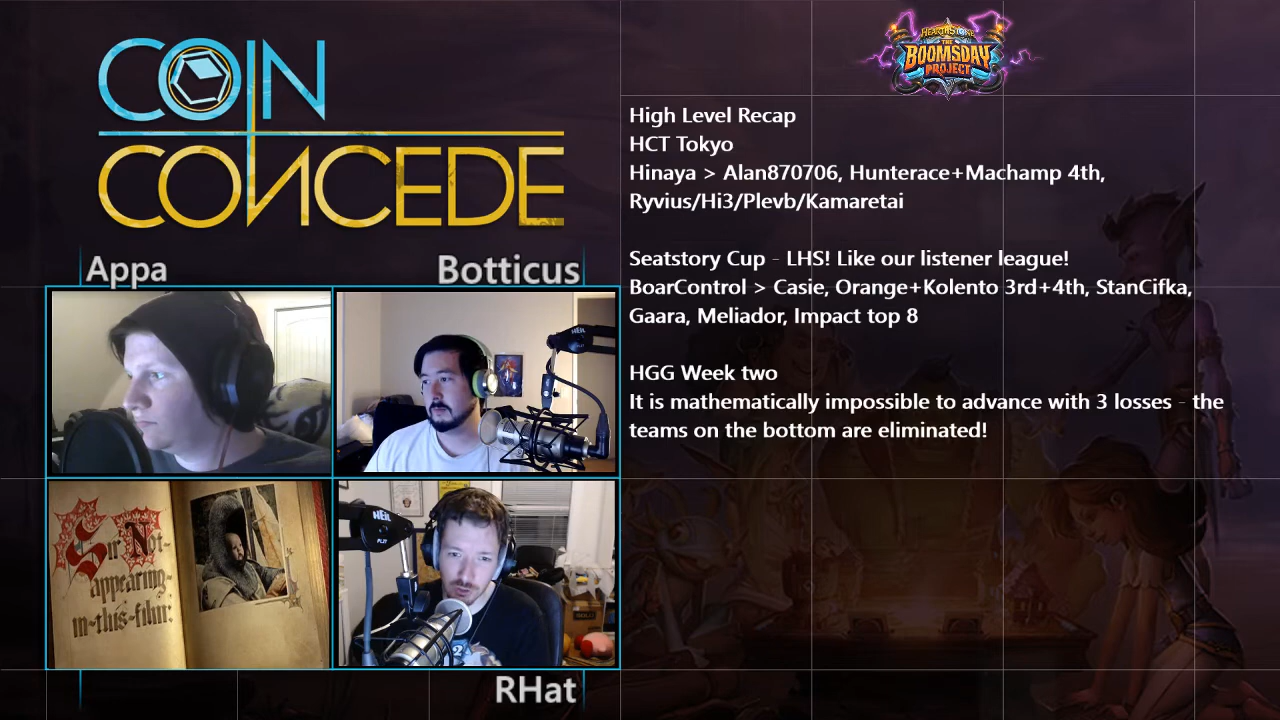 COIN
CONCEDE
Appa
Botticus
Sir Not-
appearing-
in-this-film:
RHat
HEARTHSTONE
THE
BOOMSDAY
PROJECT
High Level Recap
HCT Tokyo
Hinaya > Alan870706, Hunterace+Machamp 4th,
Ryvius/Hi3/Plevb/Kamaretai
Seatstory Cup - LHS! Like our listener league!
BoarControl > Casie, Orange+Kolento 3rd+4th, StanCifka,
Gaara, Meliador, Impact top 8
HGG Week two
It is mathematically impossible to advance with 3 losses - the
teams on the bottom are eliminated!
HEIL
HEIL